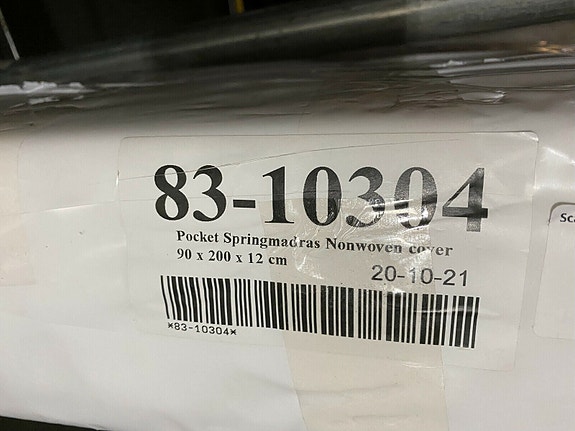 83-10304
Pocket Springmadras Nonwoven cover
90 x 200 x 12 cm
20-10-21
*83-10304*